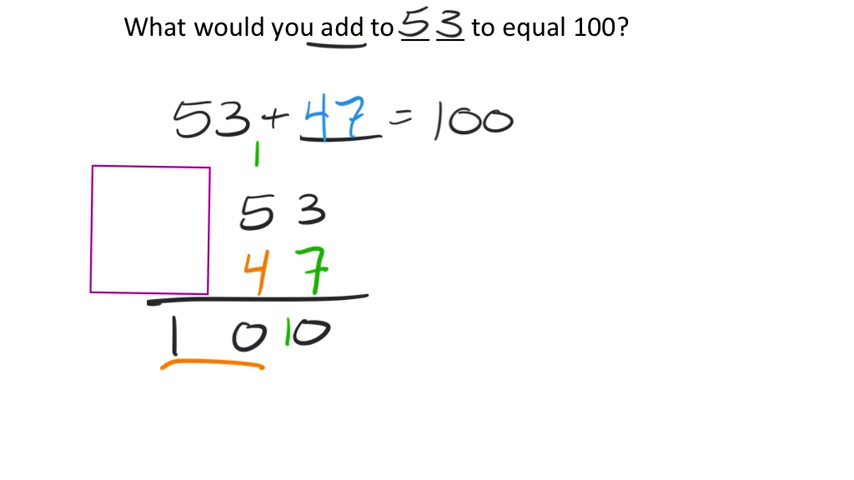 What would you add to 53 to equal 100?
53 + 47 = 100
1
53
47
1 0 10